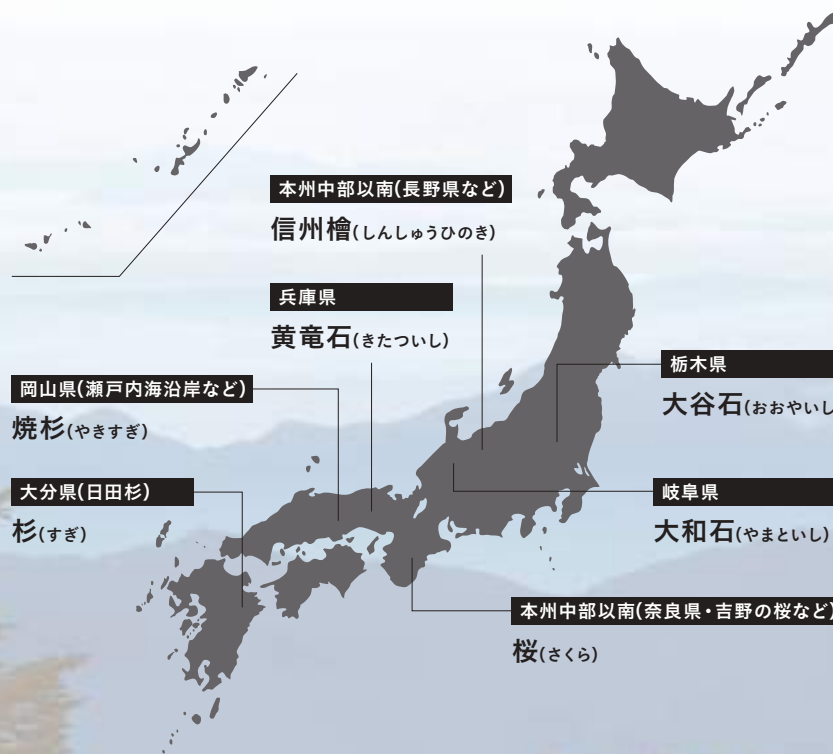 本州中部以南(長野県など)
信州檜(しんしゅうひのき)
兵庫県
黄竜石(きたついし)
栃木県
大谷石(おおやいし
岡山県(瀬戸内海沿岸など)
焼杉(やきすぎ)
大分県(日田杉)
杉(すぎ)
岐阜県
大和石(やまといし)
本州中部以南(奈良県・吉野の桜など)
桜(さくら)